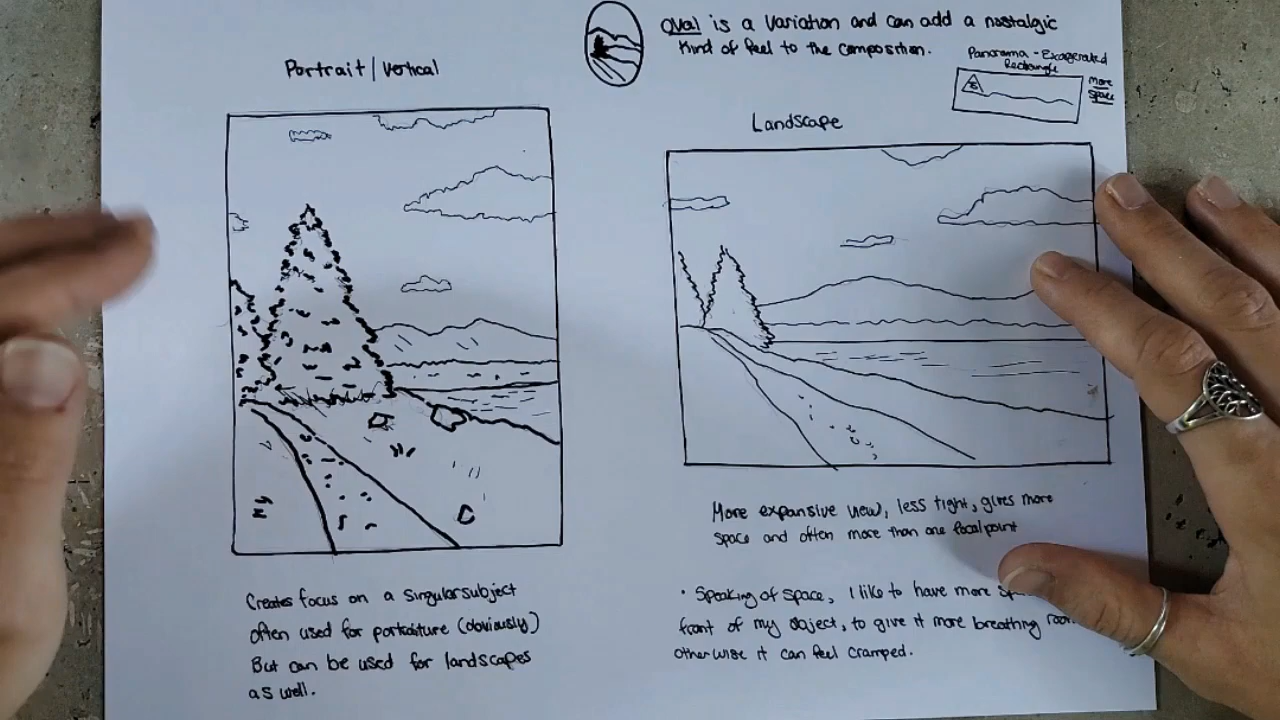 Oval is a Variation and can add a nostalgic
kind of feel to the composition.
Panorama - Exagerated
Rectangle
More
Space
Portrait/Vertical
Landscape
Creates focus on a singular subject
often used for portraiture (obviously)
But can be used for landscapes
as well.
More expansive view, less tight, gives more
space and often more than one focal point
• Speaking of space, I like to have more
front of my object, to give it more breathing
otherwise it can feel cramped.